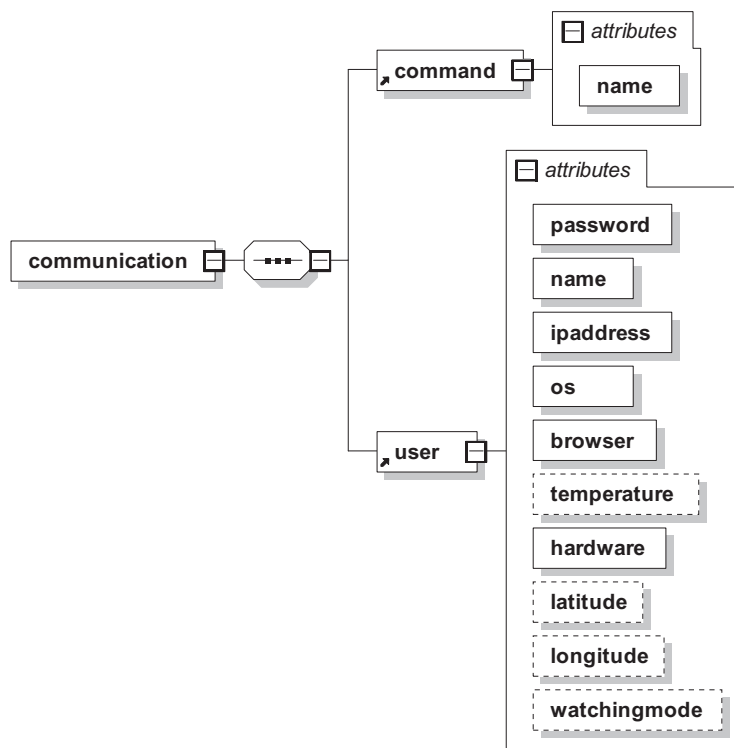 attributes
command
name
attributes
password
communication
name
ipaddress
os
browser
user
temperature
hardware
latitude
longitude
watchingmode